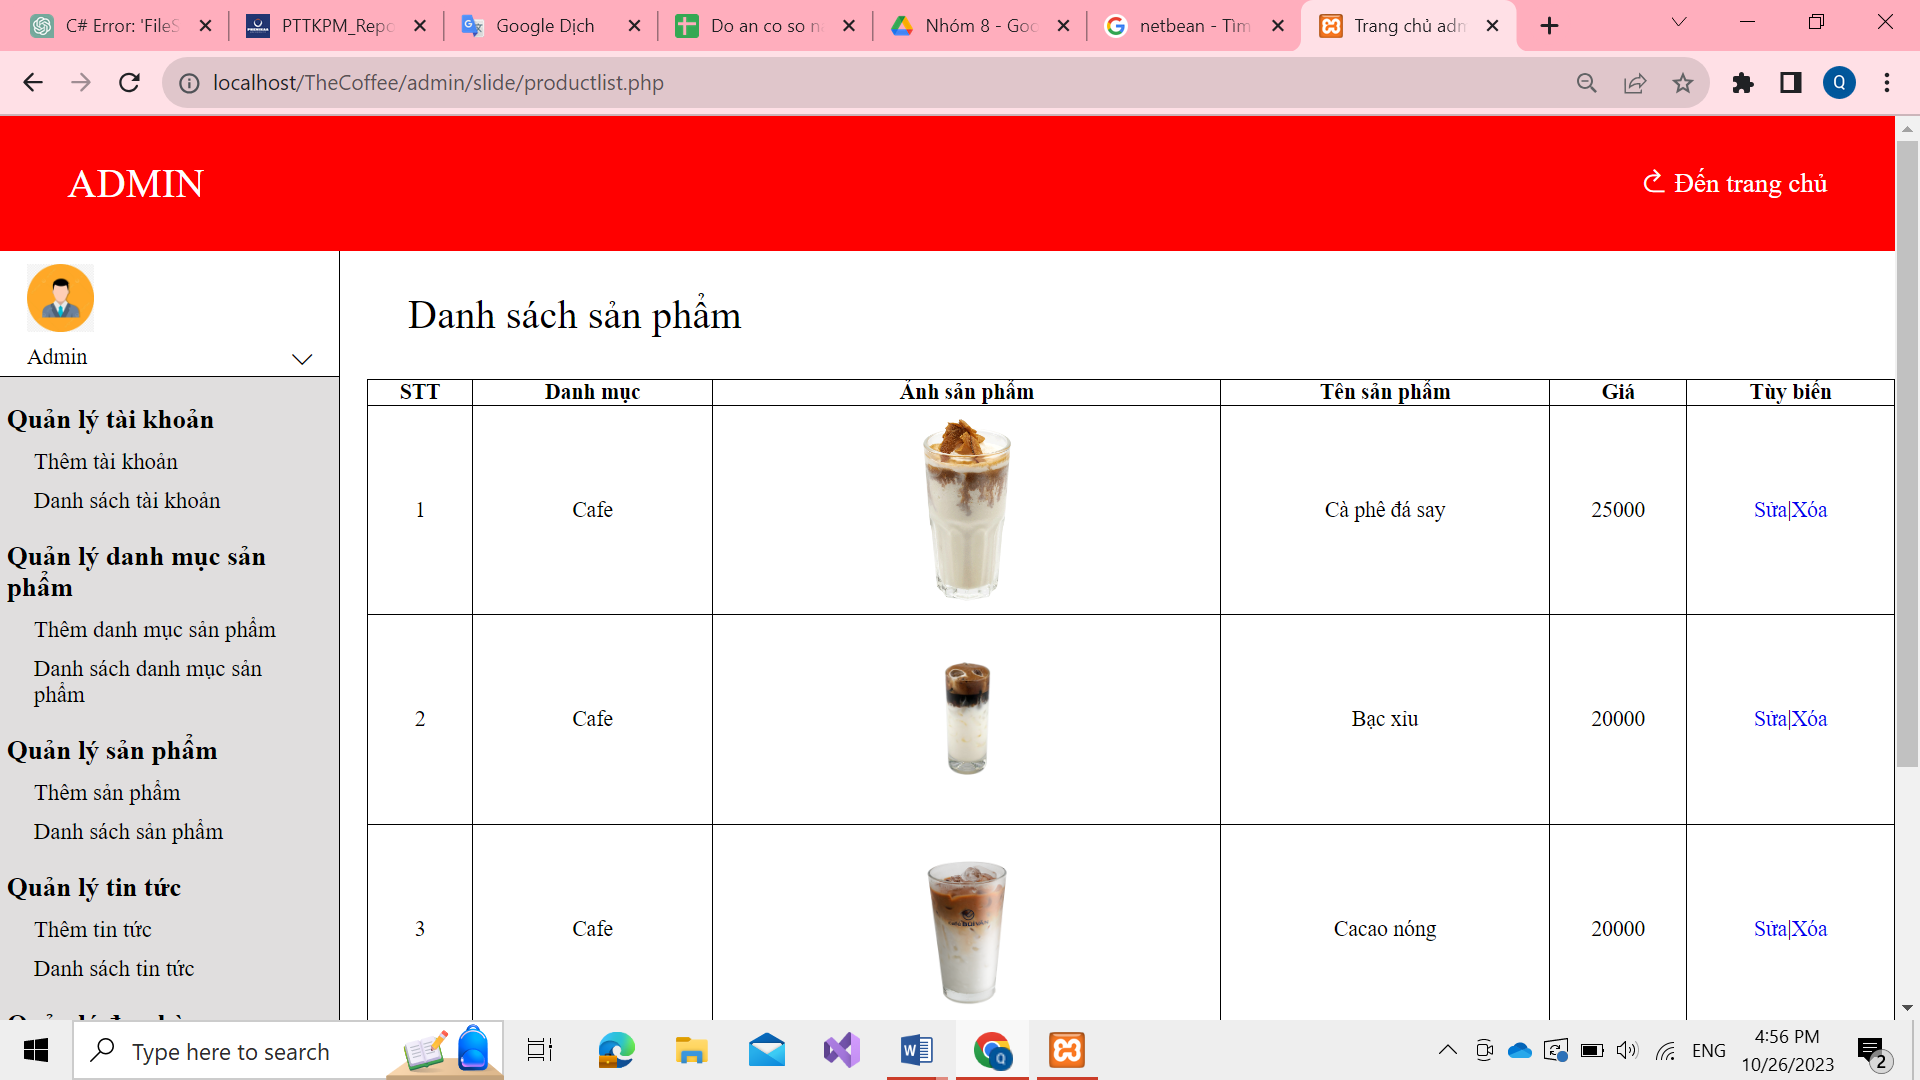 C# Error: 'FileS
PTTKPM_Repo
Google Dịch
Do an co so n
Nhóm 8 - Goo
netbean - Tìm
Trang chủ adm
localhost/TheCoffee/admin/slide/productlist.php
Q
ADMIN
Đến trang chủ
Admin
Danh sách sản phẩm
STT Danh mục Ảnh sản phẩm Tên sản phẩm Giá Tùy biến
1 Cafe Cà phê đá say 25000 Sửa|Xóa
2 Cafe Bạc xỉu 20000 Sửa|Xóa
3 Cafe Cacao nóng 20000 Sửa|Xóa
Quản lý tài khoản
Thêm tài khoản
Danh sách tài khoản
Quản lý danh mục sản
phẩm
Thêm danh mục sản phẩm
Danh sách danh mục sản
phẩm
Quản lý sản phẩm
Thêm sản phẩm
Danh sách sản phẩm
Quản lý tin tức
Thêm tin tức
Danh sách tin tức
Type here to search
ENG
4:56 PM
10/26/2023
2